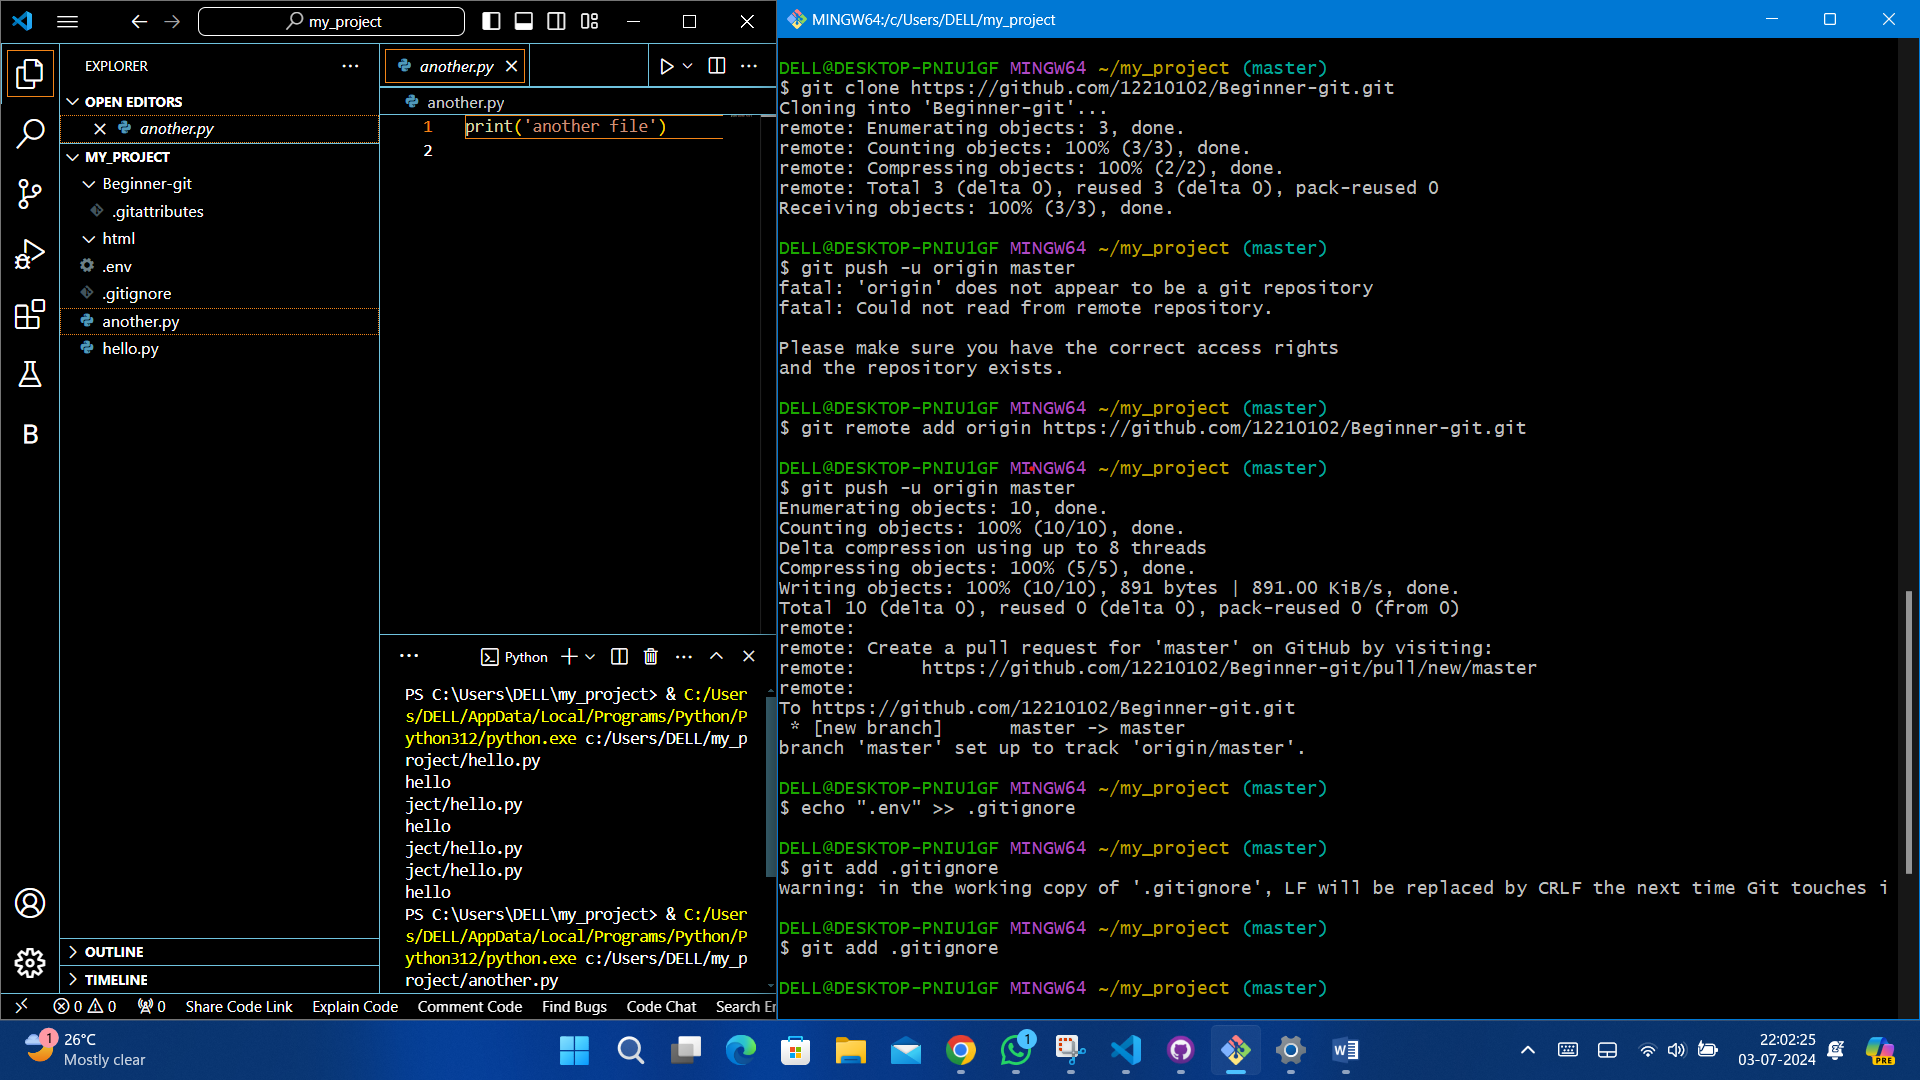 my_project
EXPLORER
OPEN EDITORS
another.py
MY_PROJECT
Beginner-git
.gitattributes
html
.env
.gitignore
another.py
hello.py
B
OUTLINE
TIMELINE
another.py
another.py
1 print('another file')
2
Python
PS C:\Users\DELL\my_project> & C:/User
s/DELL/AppData/Local/Programs/Python/P
ython312/python.exe c:/Users/DELL/my_p
roject/hello.py
hello
ject/hello.py
hello
ject/hello.py
ject/hello.py
hello
PS C:\Users\DELL\my_project> & C:/User
s/DELL/AppData/Local/Programs/Python/P
ython312/python.exe c:/Users/DELL/my_p
roject/another.py
0 0 0 Share Code Link Explain Code Comment Code Find Bugs Code Chat Search Er
MINGW64:/c/Users/DELL/my_project
DELL@DESKTOP-PNIU1GF MINGW64 ~/my_project (master)
$ git clone https://github.com/12210102/Beginner-git.git
Cloning into 'Beginner-git'...
remote: Enumerating objects: 3, done.
remote: Counting objects: 100% (3/3), done.
remote: Compressing objects: 100% (2/2), done.
remote: Total 3 (delta 0), reused 3 (delta 0), pack-reused 0
Receiving objects: 100% (3/3), done.
DELL@DESKTOP-PNIU1GF MINGW64 ~/my_project (master)
$ git push -u origin master
fatal: 'origin' does not appear to be a git repository
fatal: Could not read from remote repository.
Please make sure you have the correct access rights
and the repository exists.
DELL@DESKTOP-PNIU1GF MINGW64 ~/my_project (master)
$ git remote add origin https://github.com/12210102/Beginner-git.git
DELL@DESKTOP-PNIU1GF MINGW64 ~/my_project (master)
$ git push -u origin master
Enumerating objects: 10, done.
Counting objects: 100% (10/10), done.
Delta compression using up to 8 threads
Compressing objects: 100% (5/5), done.
Writing objects: 100% (10/10), 891 bytes | 891.00 KiB/s, done.
Total 10 (delta 0), reused 0 (delta 0), pack-reused 0 (from 0)
remote:
remote: Create a pull request for 'master' on GitHub by visiting:
remote:      https://github.com/12210102/Beginner-git/pull/new/master
remote:
To https://github.com/12210102/Beginner-git.git
 * [new branch]      master -> master
branch 'master' set up to track 'origin/master'.
DELL@DESKTOP-PNIU1GF MINGW64 ~/my_project (master)
$ echo ".env" >> .gitignore
DELL@DESKTOP-PNIU1GF MINGW64 ~/my_project (master)
$ git add .gitignore
warning: in the working copy of '.gitignore', LF will be replaced by CRLF the next time Git touches i
DELL@DESKTOP-PNIU1GF MINGW64 ~/my_project (master)
$ git add .gitignore
DELL@DESKTOP-PNIU1GF MINGW64 ~/my_project (master)
1
26°C
Mostly clear
1
W
22:02:25
03-07-2024
PRE